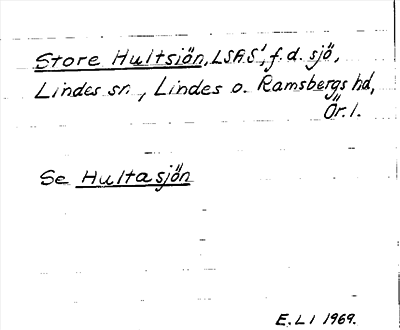 Store Hultsjön, LSAS', f.d. sjö,
Lindes sn., Lindes o. Ramsbergs hd,
Ör. l.
Se Hultasjön
E. L I 1969.